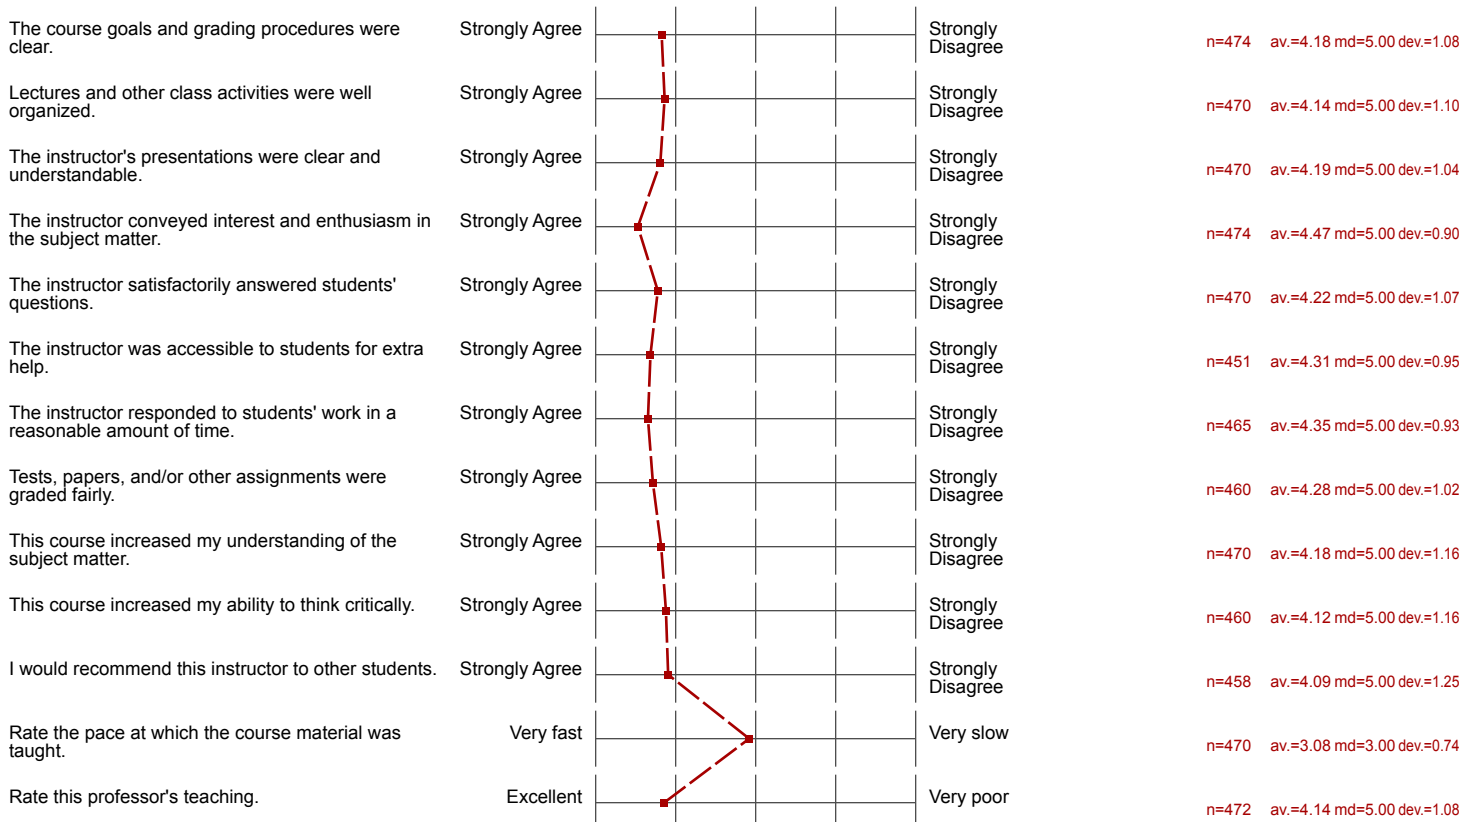 The course goals and grading procedures were
clear.
Strongly Agree
Strongly
Disagree
n=474 av.=4.18 md=5.00 dev.=1.08
Lectures and other class activities were well
organized.
Strongly Agree
Strongly
Disagree
n=470 av.=4.14 md=5.00 dev.=1.10
The instructor's presentations were clear and
understandable.
Strongly Agree
Strongly
Disagree
n=470 av.=4.19 md=5.00 dev.=1.04
The instructor conveyed interest and enthusiasm in
the subject matter.
Strongly Agree
Strongly
Disagree
n=474 av.=4.47 md=5.00 dev.=0.90
The instructor satisfactorily answered students'
questions.
Strongly Agree
Strongly
Disagree
n=470 av.=4.22 md=5.00 dev.=1.07
The instructor was accessible to students for extra
help.
Strongly Agree
Strongly
Disagree
n=451 av.=4.31 md=5.00 dev.=0.95
The instructor responded to students' work in a
reasonable amount of time.
Strongly Agree
Strongly
Disagree
n=465 av.=4.35 md=5.00 dev.=0.93
Tests, papers, and/or other assignments were
graded fairly.
Strongly Agree
Strongly
Disagree
n=460 av.=4.28 md=5.00 dev.=1.02
This course increased my understanding of the
subject matter.
Strongly Agree
Strongly
Disagree
n=470 av.=4.18 md=5.00 dev.=1.16
This course increased my ability to think critically.
Strongly Agree
Strongly
Disagree
n=460 av.=4.12 md=5.00 dev.=1.16
I would recommend this instructor to other students.
Strongly Agree
Strongly
Disagree
n=458 av.=4.09 md=5.00 dev.=1.25
Rate the pace at which the course material was
taught.
Very fast
Very slow
n=470 av.=3.08 md=3.00 dev.=0.74
Rate this professor's teaching.
Excellent
Very poor
n=472 av.=4.14 md=5.00 dev.=1.08